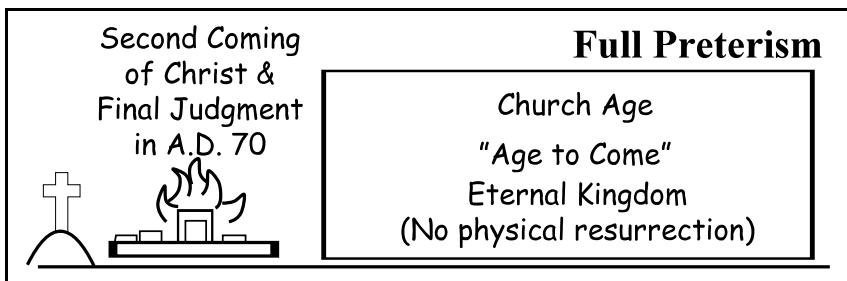 Second Coming
of Christ &
Final Judgment
in A.D. 70
Full Preterism
Church Age
"Age to Come"
Eternal Kingdom
(No physical resurrection)